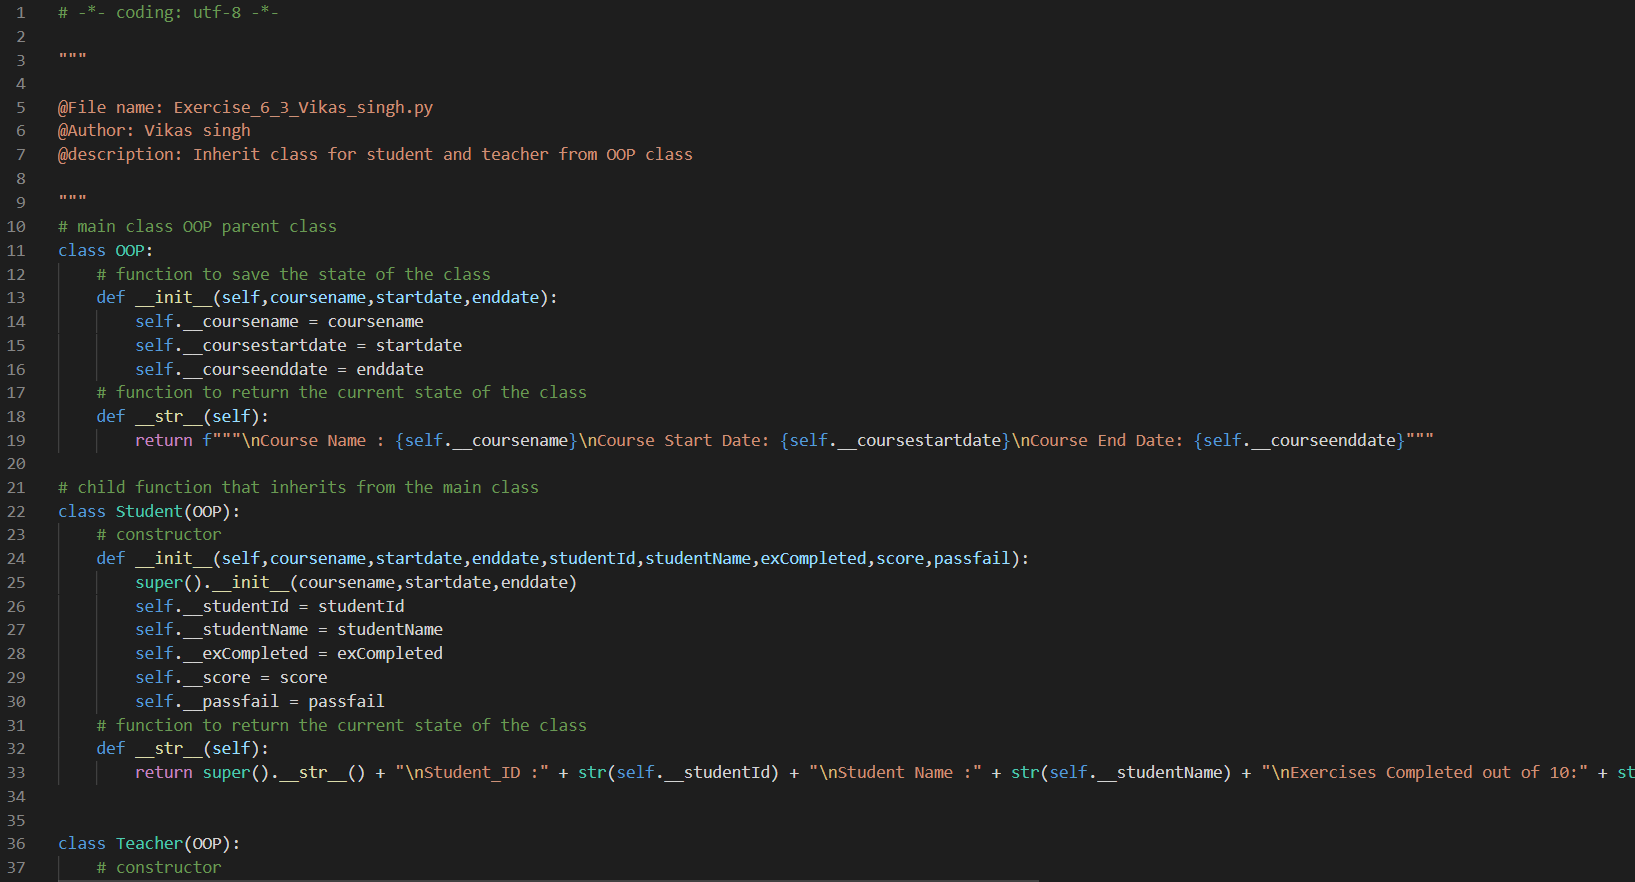 1 # -*- coding: utf-8 -*-
2
3 """
4
5 @File name: Exercise_6_3_Vikas_singh.py
6 @Author: Vikas singh
7 @description: Inherit class for student and teacher from OOP class
8
9 """
10 # main class OOP parent class
11 class OOP:
12     # function to save the state of the class
13     def __init__(self,coursename,startdate,enddate):
14         self.__coursename = coursename
15         self.__coursestartdate = startdate
16         self.__courseenddate = enddate
17     # function to return the current state of the class
18     def __str__(self):
19         return f"""\nCourse Name : {self.__coursename}\nCourse Start Date: {self.__coursestartdate}\nCourse End Date: {self.__courseenddate}"""
20
21 # child function that inherits from the main class
22 class Student(OOP):
23     # constructor
24     def __init__(self,coursename,startdate,enddate,studentId,studentName,exCompleted,score,passfail):
25         super().__init__(coursename,startdate,enddate)
26         self.__studentId = studentId
27         self.__studentName = studentName
28         self.__exCompleted = exCompleted
29         self.__score = score
30         self.__passfail = passfail
31     # function to return the current state of the class
32     def __str__(self):
33         return super().__str__() + "\nStudent_ID :" + str(self.__studentId) + "\nStudent Name :" + str(self.__studentName) + "\nExercises Completed out of 10:" + st
34
35
36 class Teacher(OOP):
37     # constructor